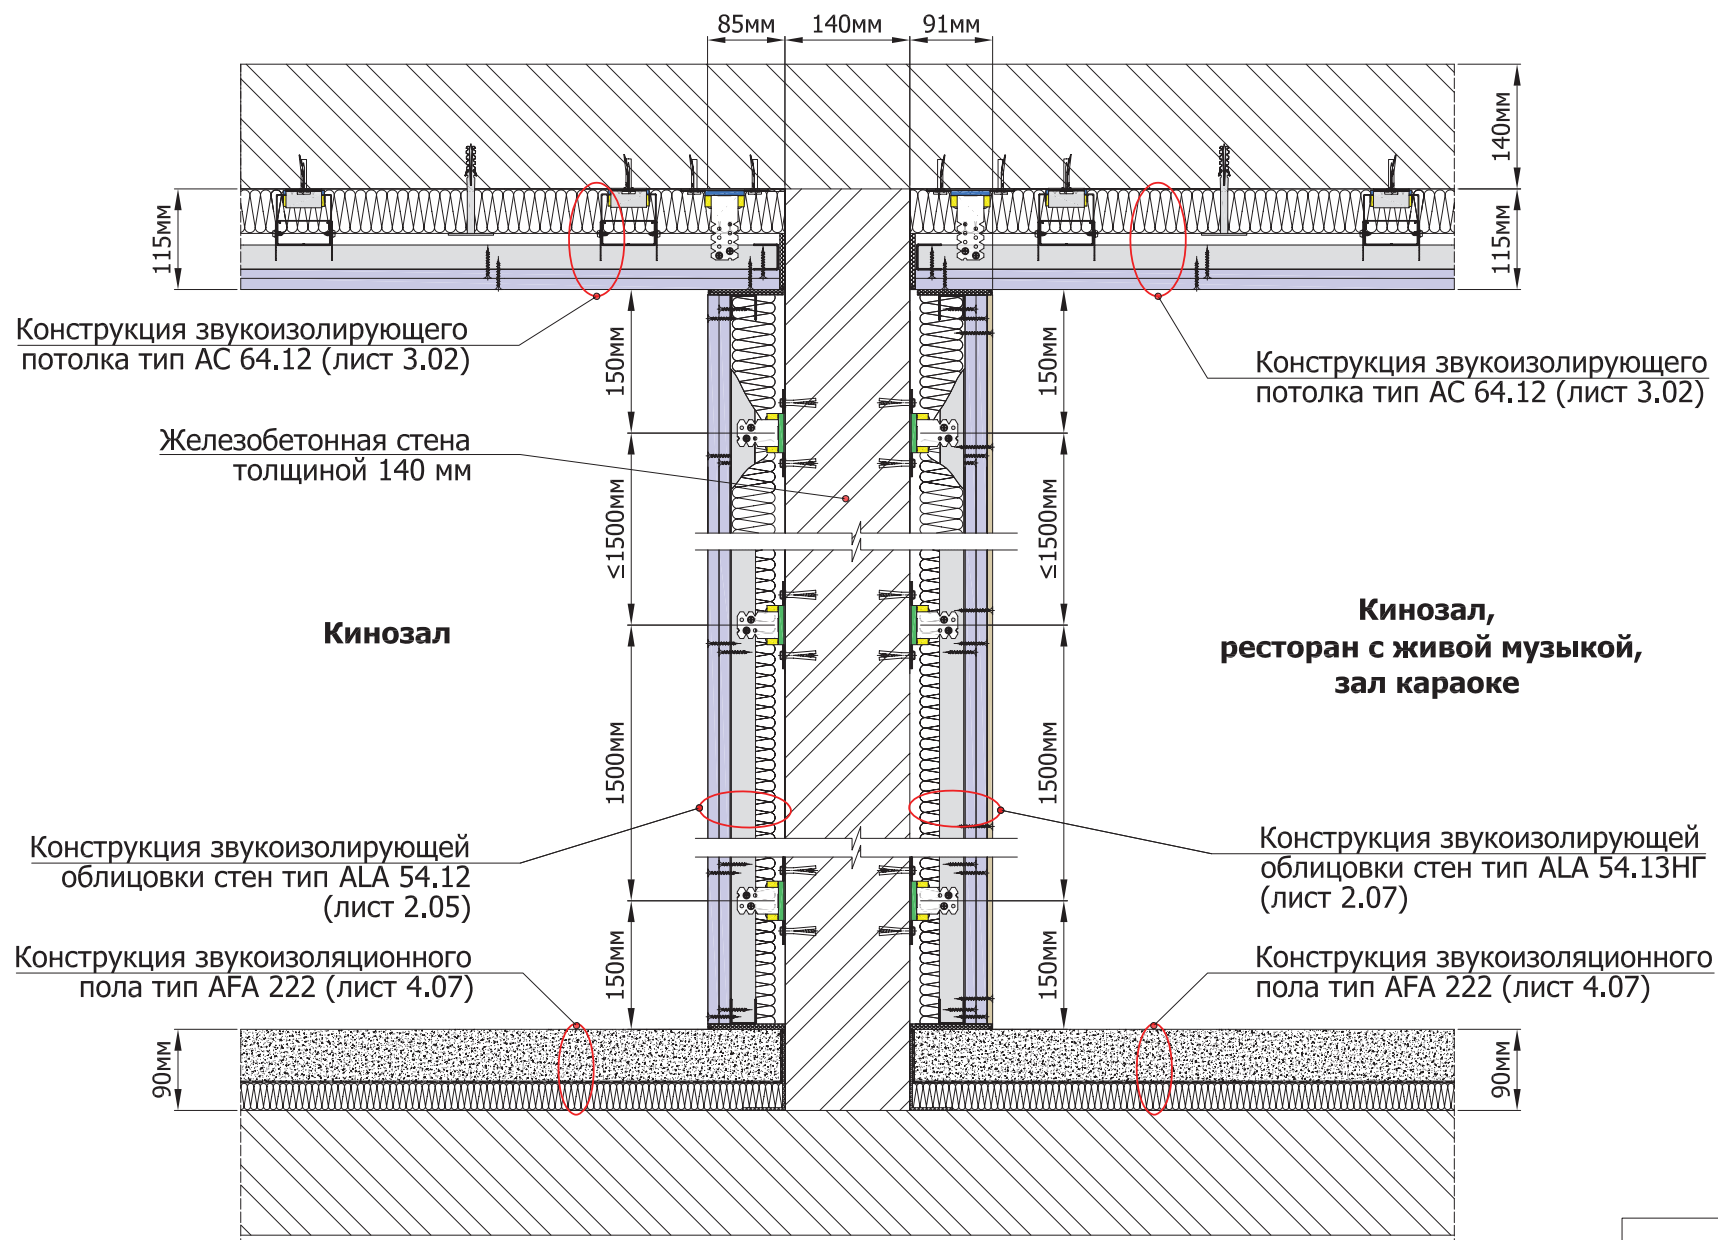 85мм
140мм
91мм
140мм
115мм
115мм
Конструкция звукоизолирующего
потолка тип АС 64.12 (лист 3.02)
150мм
150мм
Конструкция звукоизолирующего
потолка тип АС 64.12 (лист 3.02)
Железобетонная стена
толщиной 140 мм
≤1500мм
≤1500мм
Кинозал
Кинозал,
ресторан с живой музыкой,
зал караоке
1500мм
1500мм
Конструкция звукоизолирующей
облицовки стен тип ALA 54.12
(лист 2.05)
Конструкция звукоизолирующей
облицовки стен тип ALA 54.13НГ
(лист 2.07)
150мм
150мм
Конструкция звукоизоляционного
пола тип AFA 222 (лист 4.07)
Конструкция звукоизоляционного
пола тип AFA 222 (лист 4.07)
90мм
90мм